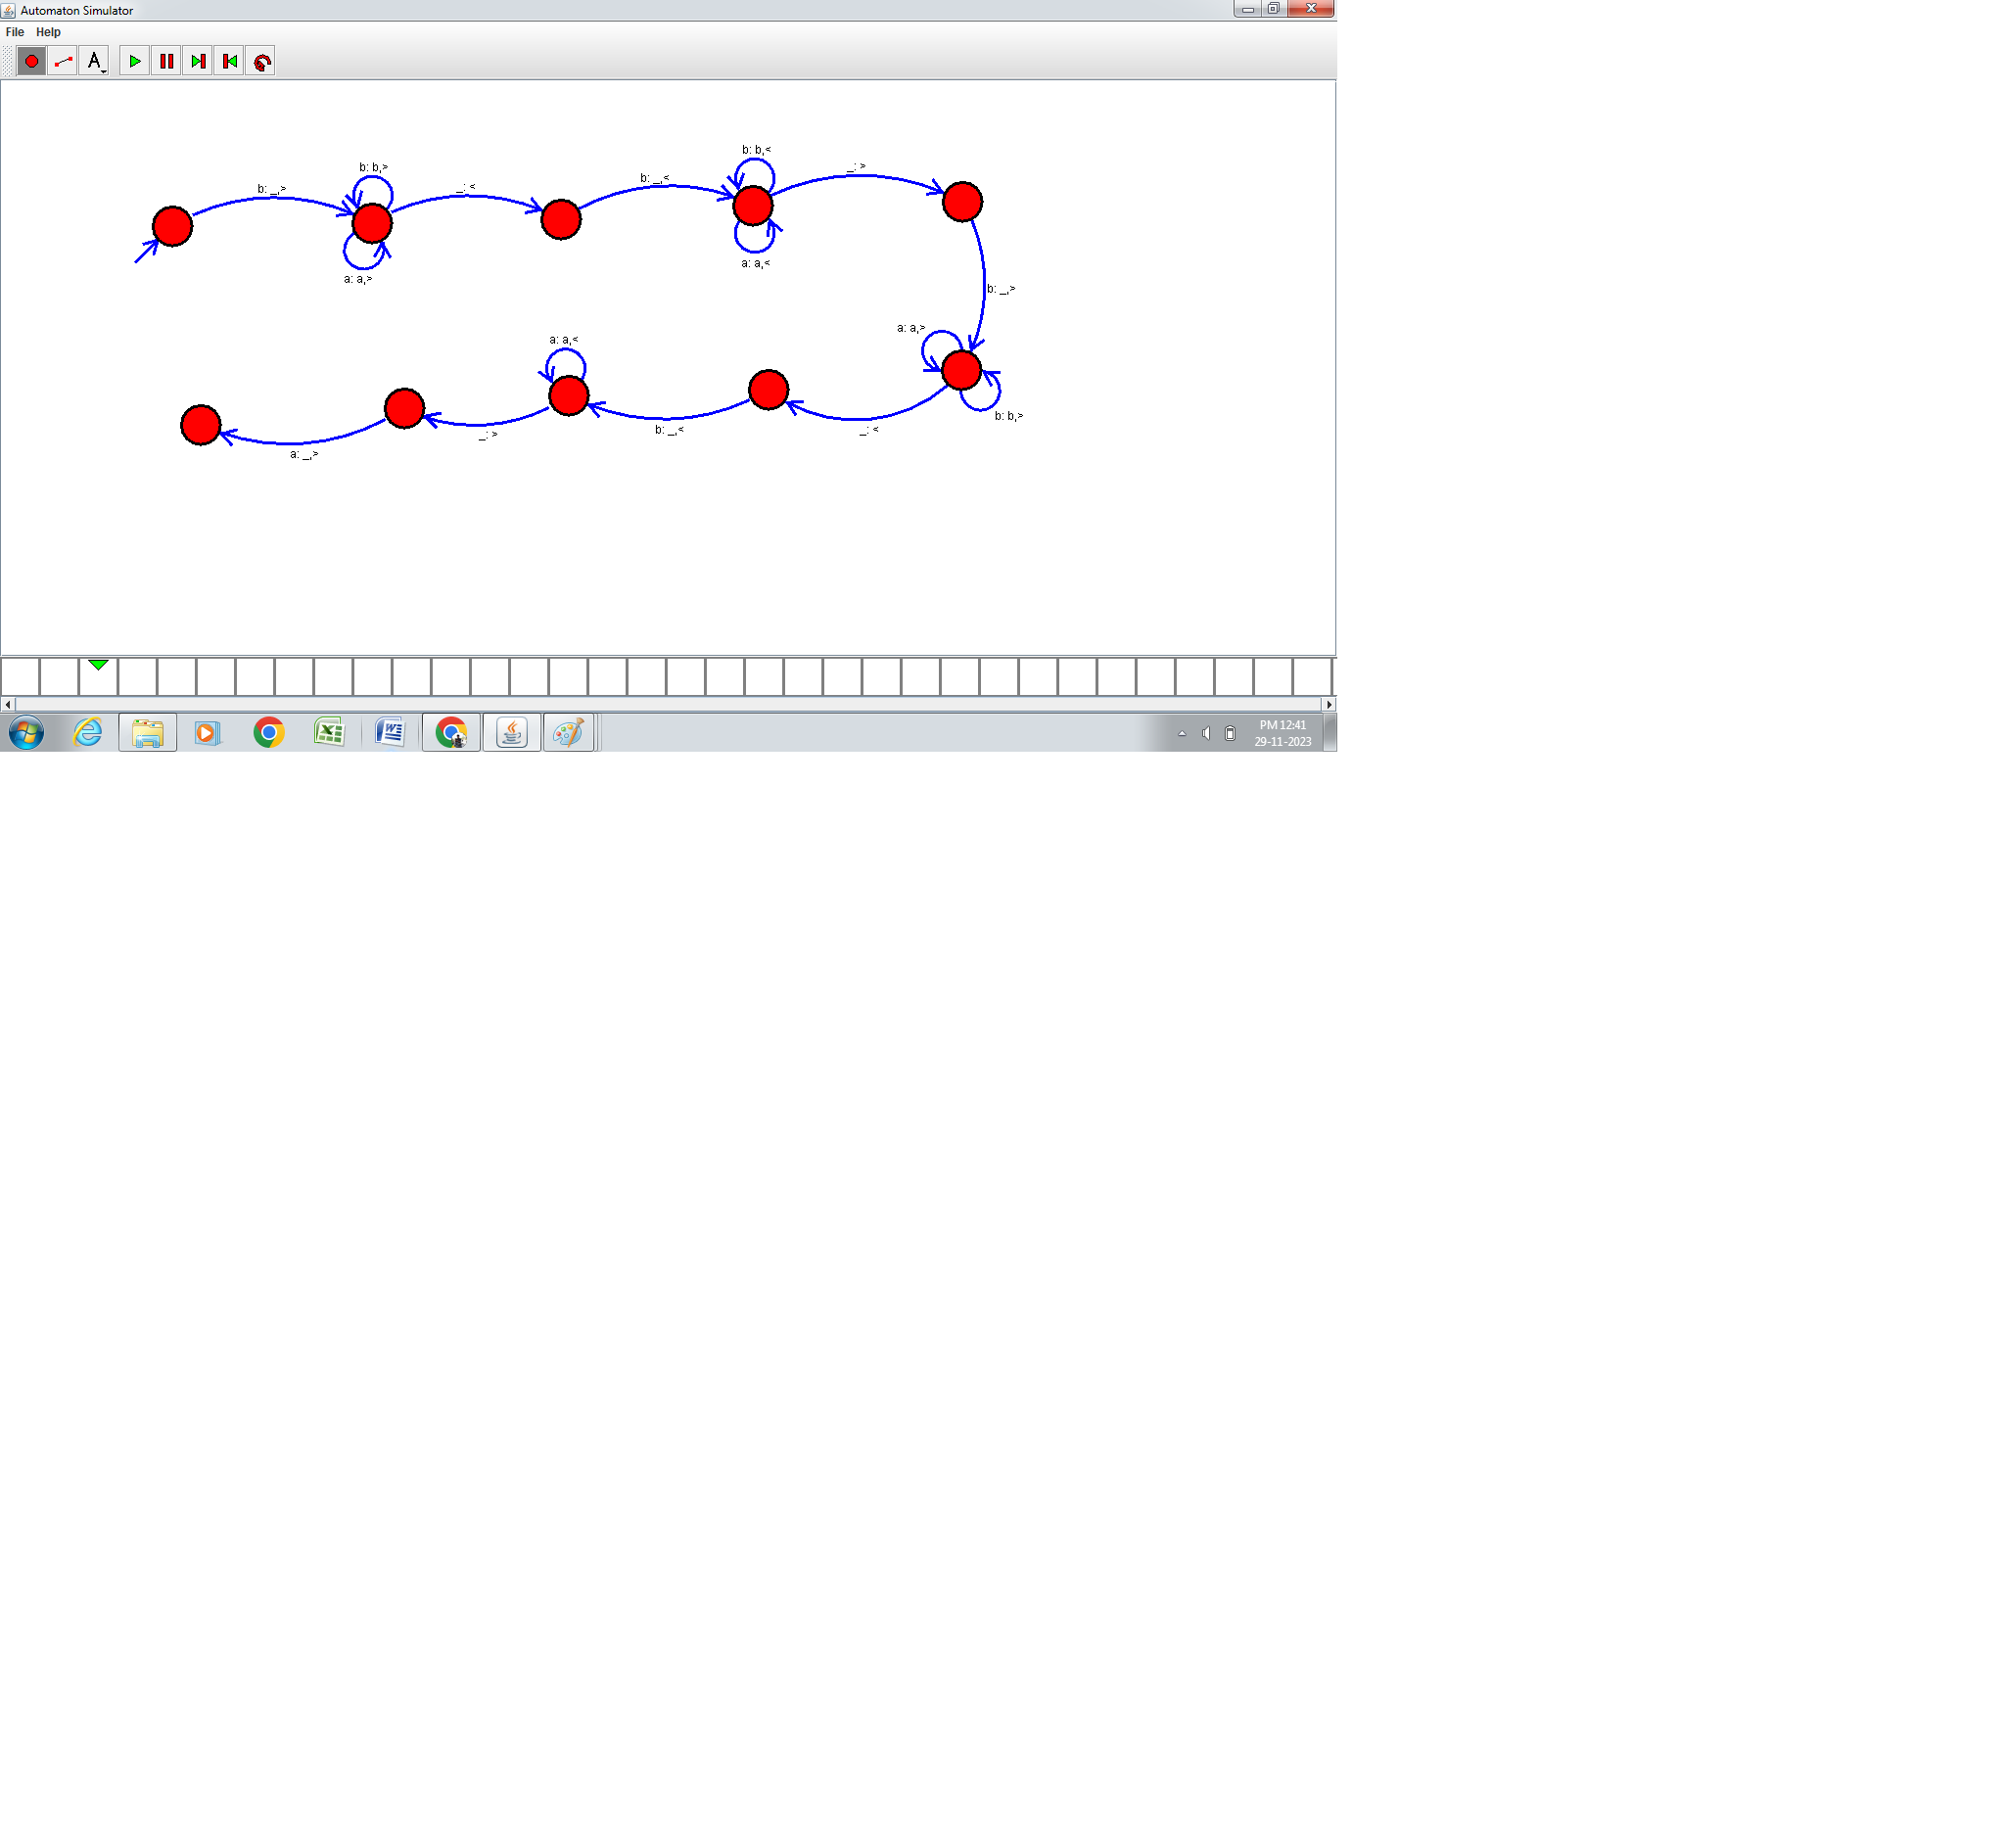 Automaton Simulator
File Help
A
b: b,<
b: b,>
_: >
b: _,<
b: _,>
_: <
a: a,<
a: a,>
b: _,>
a: a,>
a: a,<
b: b,>
_: >
b: _,<
_: <
a: _,>
PM 12:41
29-11-2023